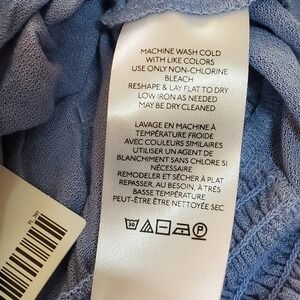 MACHINE WASH COLD
WITH LIKE COLORS
USE ONLY NON-CHLORINE
BLEACH
RESHAPE & LAY FLAT TO DRY
LOW IRON AS NEEDED
MAY BE DRY CLEANED
LAVAGE EN MACHINE À
TEMPÉRATURE FROIDE
AVEC COULEURS SIMILAIRES
UTILISER UN AGENT DE
BLANCHIMENT SANS CHLORE SI
NÉCESSAIRE
REMODELER ET SÉCHER À PLAT
REPASSER, AU BESOIN, À TRÈS
BASSE TEMPÉRATURE
PEUT-ÊTRE ÊTRE NETTOYÉE SEC
30
P